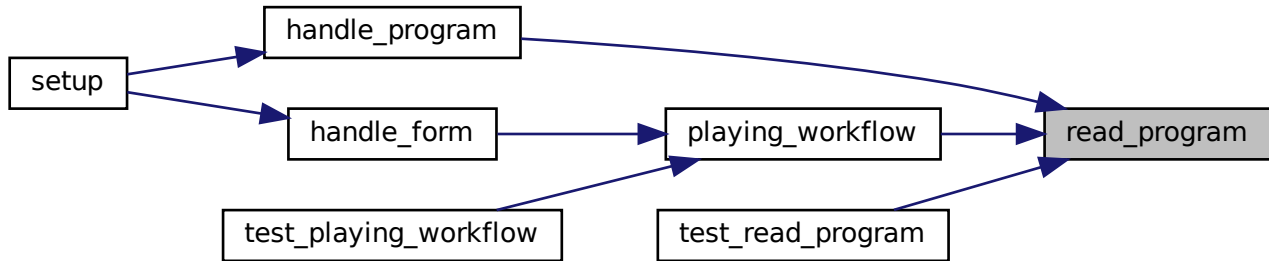 handle_program
setup
handle_form
playing_workflow
read_program
test_playing_workflow
test_read_program